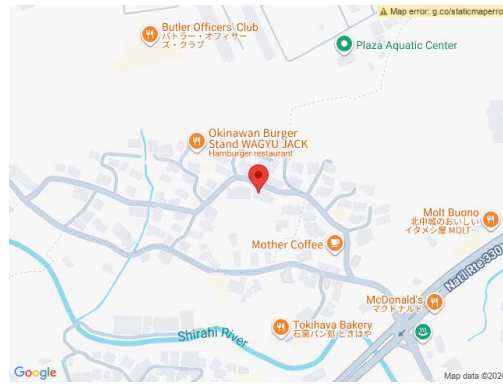 Map error: g.co/staticmaperro
Butler Officers' Club
バトラー・オフィサー
ズ・クラブ
Plaza Aquatic Center
Okinawan Burger
Stand WAGYU JACK
Hamburger restaurant
Molt Buono
北中城のおいしい
イタメシ屋 MOLT…
Mother Coffee
Nat'l Rte 330
McDonald's
マクドナルド
Tokihaya Bakery
石窯パン処 ときはや
Shirahi River
Google
Map data ©202